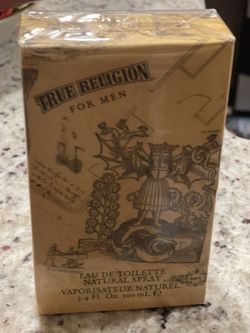 TRUE RELIGION
FOR MEN
EAU DE TOILETTE
NATURAL SPRAY
VAPORISATEUR NATUREL
3.4 FL. OZ. 100 mL e